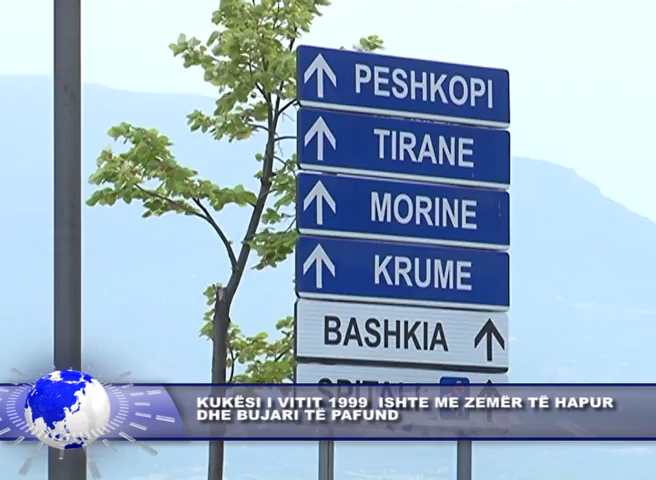 PESHKOPI
TIRANE
MORINE
KRUME
BASHKIA
KUKËSI I VITIT 1999 ISHTE ME ZEMËR TË HAPUR
DHE BUJARI TË PAFUND